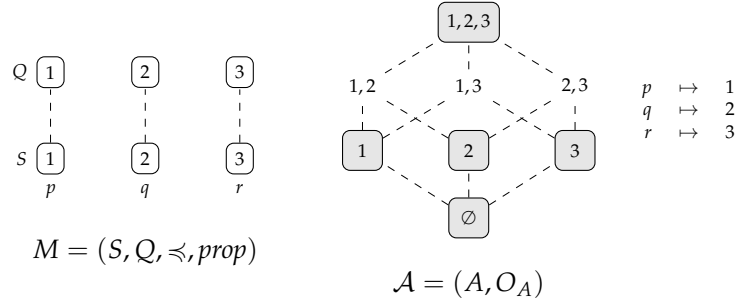 1, 2, 3
Q 1 2 3
1, 2 1, 3 2, 3
p ↦ 1
q ↦ 2
r ↦ 3
S 1 2 3
1 2 3
p q r
∅
M = (S, Q, ≼, prop)
𝒜 = (A, O_A)